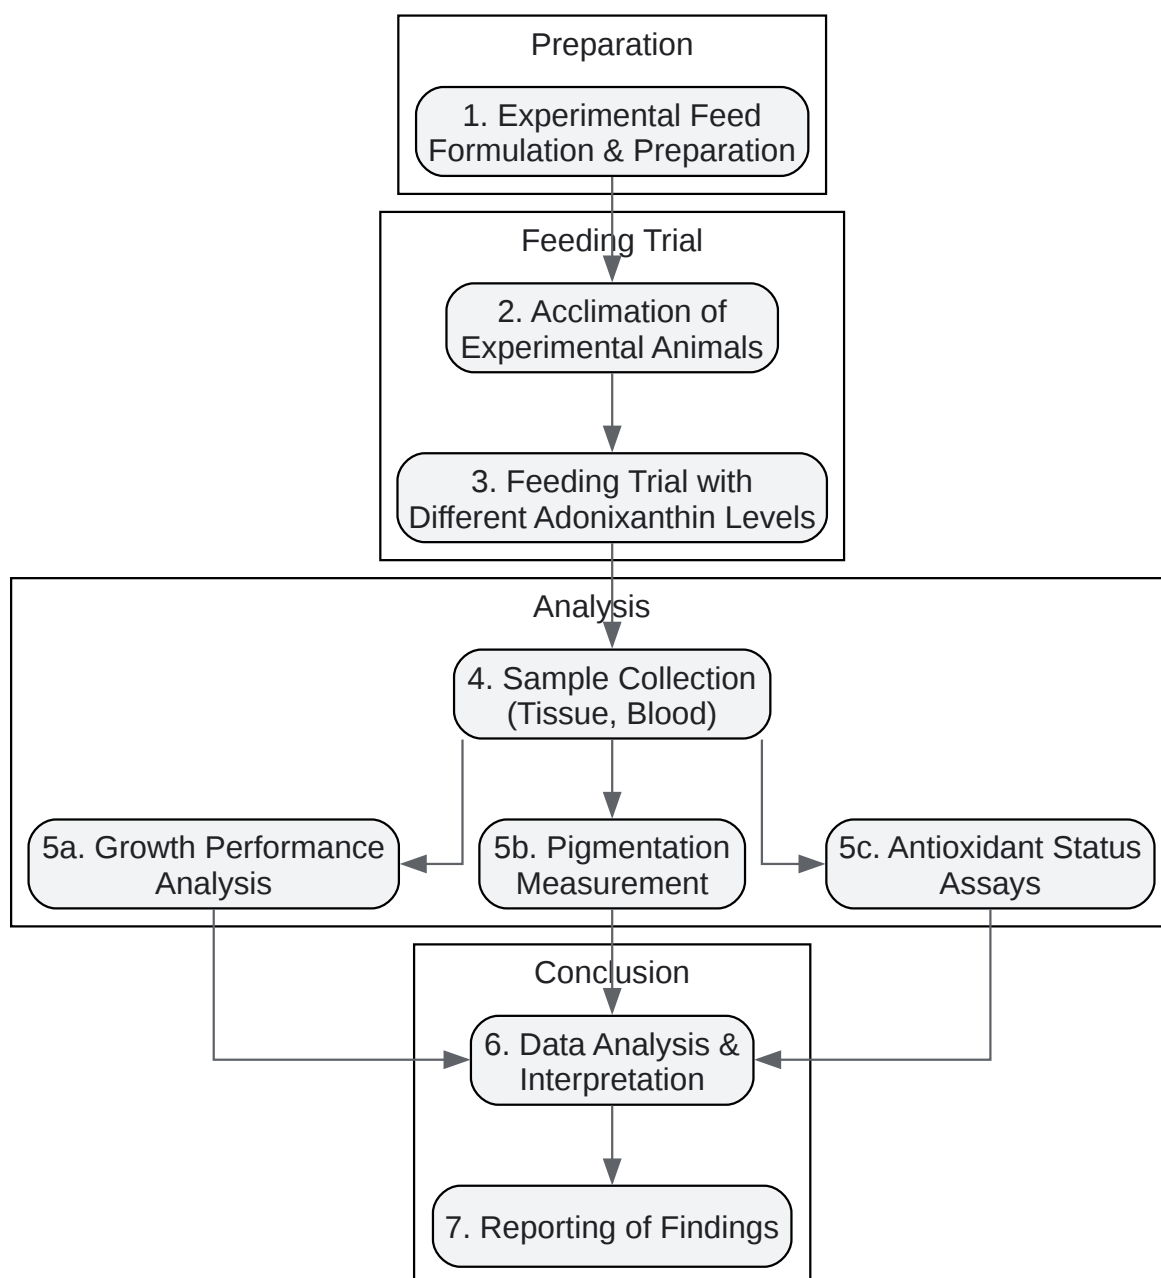 Preparation
1. Experimental Feed
Formulation & Preparation
Feeding Trial
2. Acclimation of
Experimental Animals
3. Feeding Trial with
Different Adonixanthin Levels
Analysis
4. Sample Collection
(Tissue, Blood)
5a. Growth Performance
Analysis
5b. Pigmentation
Measurement
5c. Antioxidant Status
Assays
Conclusion
6. Data Analysis &
Interpretation
7. Reporting of Findings